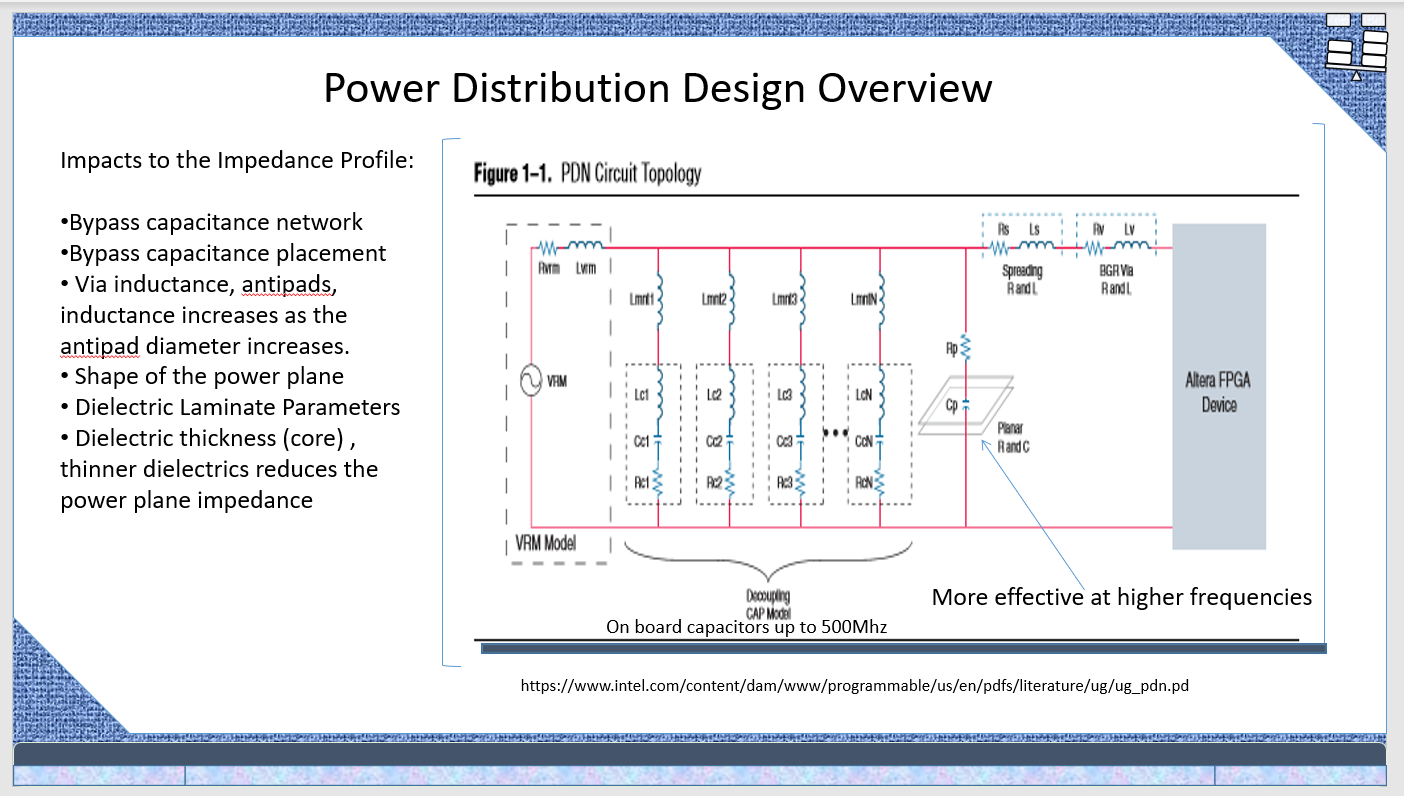 Power Distribution Design Overview
Impacts to the Impedance Profile:
•Bypass capacitance network
•Bypass capacitance placement
• Via inductance, antipads,
inductance increases as the
antipad diameter increases.
• Shape of the power plane
• Dielectric Laminate Parameters
• Dielectric thickness (core) ,
thinner dielectrics reduces the
power plane impedance
Figure 1–1. PDN Circuit Topology
Rvrm Lvrm
VRM
VRM Model
Lmnt1 Lmnt2 Lmnt3 LmntN
Lc1 Lc2 Lc3 LcN
Cc1 Cc2 Cc3 CcN
Rc1 Rc2 Rc3 RcN
Decoupling
CAP Model
On board capacitors up to 500Mhz
Rs Ls
Spreading
R and L
Rv Lv
BGR Via
R and L
Rp
Cp
Planar
R and C
Altera FPGA
Device
More effective at higher frequencies
https://www.intel.com/content/dam/www/programmable/us/en/pdfs/literature/ug/ug_pdn.pd